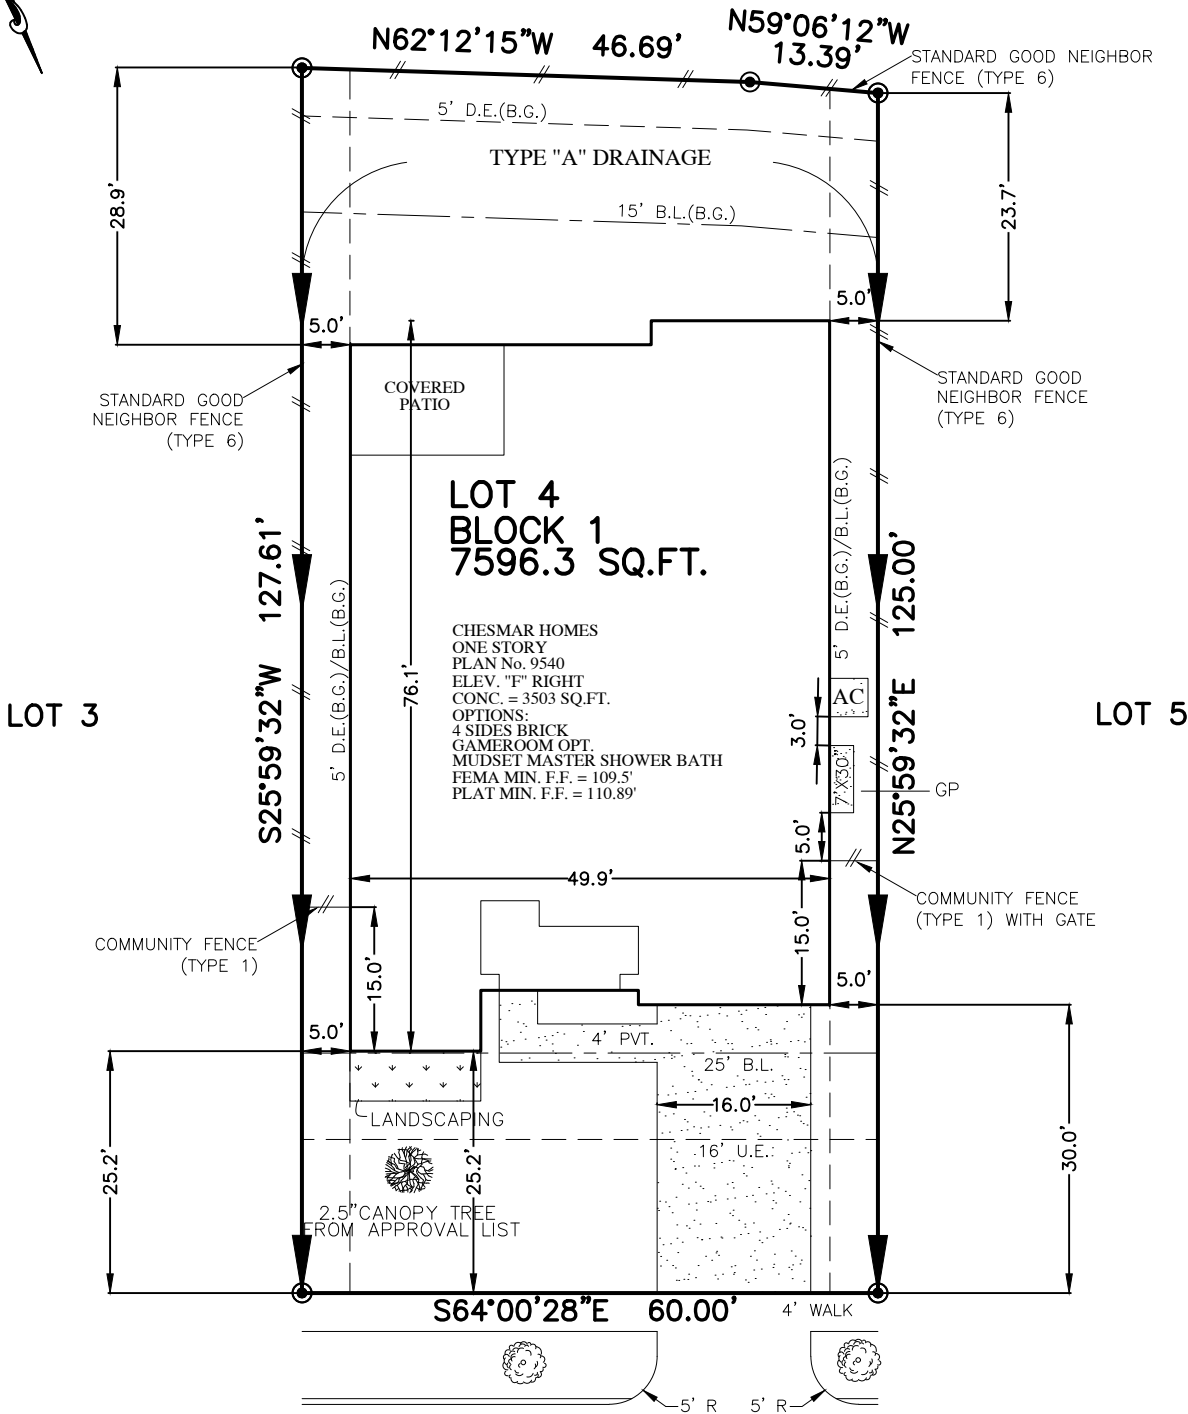 N62°12'15"W 46.69'
N59°06'12"W
13.39'
STANDARD GOOD NEIGHBOR
FENCE (TYPE 6)
5' D.E.(B.G.)
TYPE "A" DRAINAGE
15' B.L.(B.G.)
28.9'
23.7'
5.0'
5.0'
COVERED
PATIO
STANDARD GOOD
NEIGHBOR FENCE
(TYPE 6)
STANDARD GOOD
NEIGHBOR FENCE
(TYPE 6)
LOT 4
BLOCK 1
7596.3 SQ.FT.
S25°59'32"W 127.61'
5' D.E.(B.G.)/B.L.(B.G.)
76.1'
CHESMAR HOMES
ONE STORY
PLAN No. 9540
ELEV. "F" RIGHT
CONC. = 3503 SQ.FT.
OPTIONS:
4 SIDES BRICK
GAMEROOM OPT.
MUDSET MASTER SHOWER BATH
FEMA MIN. F.F. = 109.5'
PLAT MIN. F.F. = 110.89'
5' D.E.(B.G.)/B.L.(B.G.)
N25°59'32"E 125.00'
LOT 3
LOT 5
AC
3.0'
7'X30"
GP
5.0'
49.9'
COMMUNITY FENCE
(TYPE 1) WITH GATE
COMMUNITY FENCE
(TYPE 1)
15.0'
15.0'
5.0'
5.0'
4' PVT.
25' B.L.
16.0'
LANDSCAPING
16' U.E.
25.2'
25.2'
30.0'
2.5"CANOPY TREE
FROM APPROVAL LIST
S64°00'28"E 60.00'
4' WALK
5' R
5' R